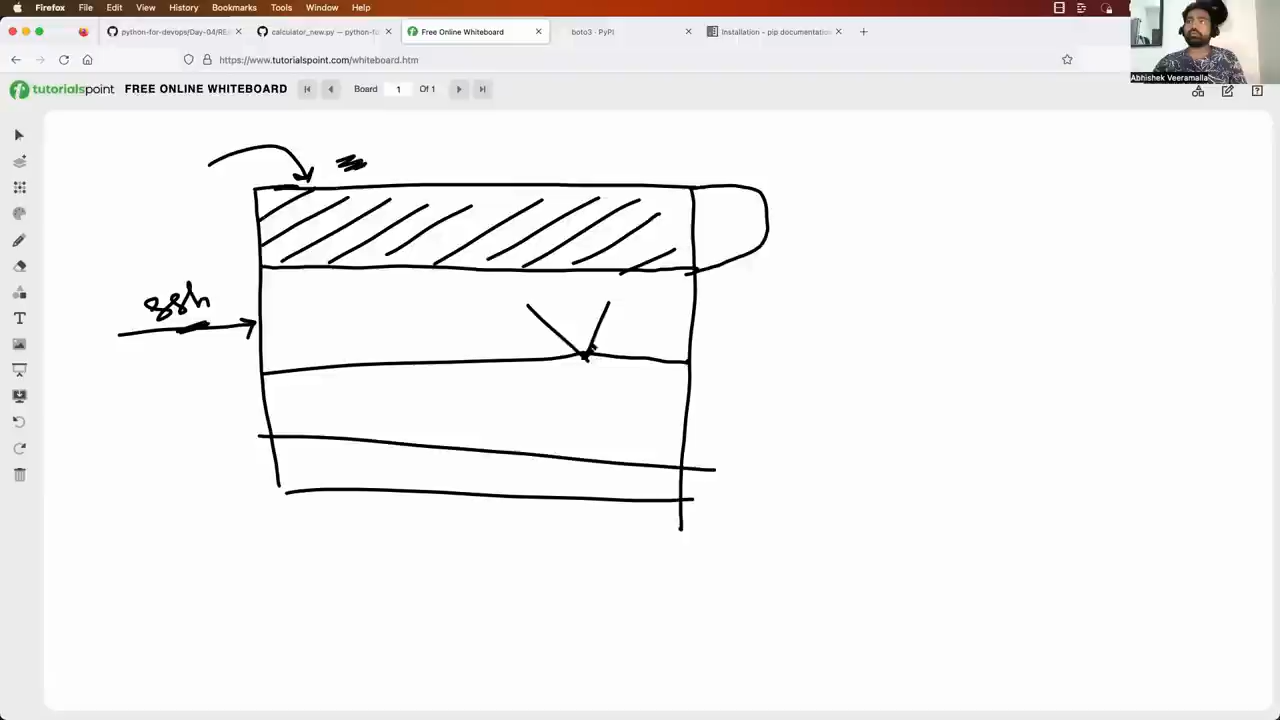 Firefox File Edit View History Bookmarks Tools Window Help
python-for-devops/Day-04/REA
calculator_new.py — python-fo
Free Online Whiteboard
boto3 · PyPI
Installation - pip documentation
https://www.tutorialspoint.com/whiteboard.htm
Abhishek Veeramalla
tutorialspoint FREE ONLINE WHITEBOARD Board 1 Of 1
ssh